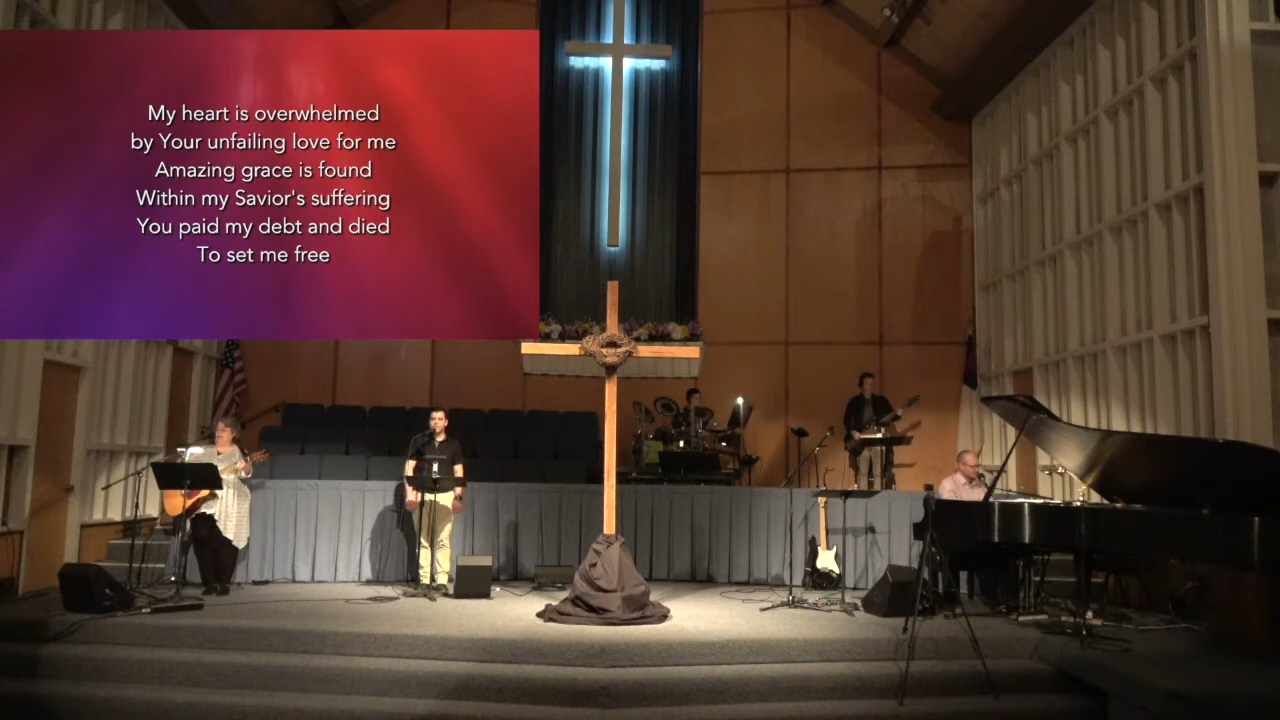 My heart is overwhelmed
by Your unfailing love for me
Amazing grace is found
Within my Savior's suffering
You paid my debt and died
To set me free